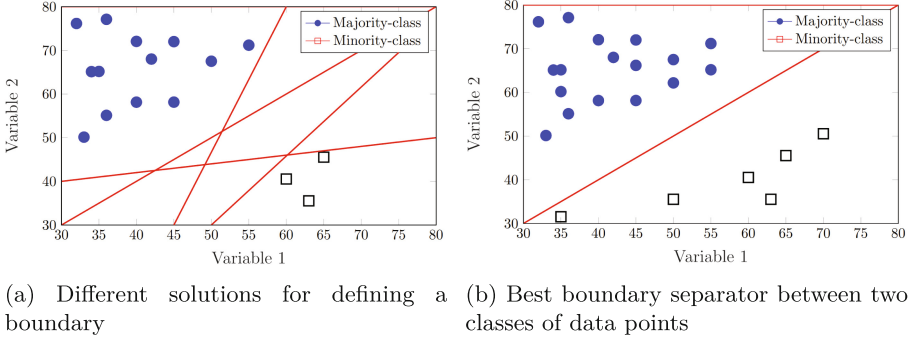 80
70
60
50
40
30
30
35
40
45
50
55
60
65
70
75
80
Variable 2
Variable 1
Majority-class
Minority-class
(a) Different solutions for defining a
boundary
80
70
60
50
40
30
30
35
40
45
50
55
60
65
70
75
80
Variable 2
Variable 1
Majority-class
Minority-class
(b) Best boundary separator between two
classes of data points